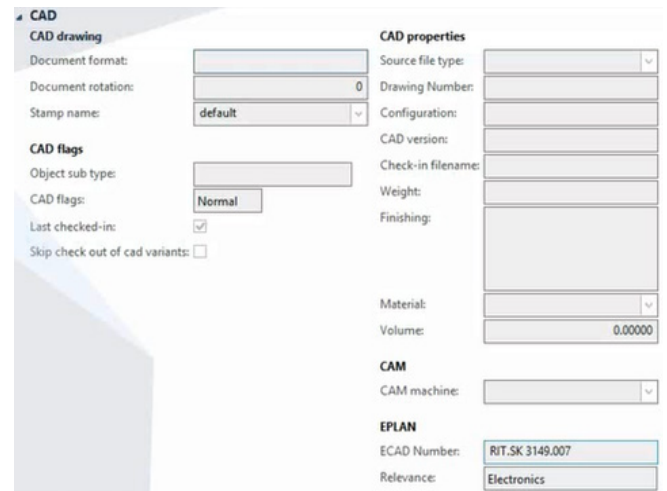 CAD
CAD drawing
Document format:
Document rotation: 0
Stamp name: default
CAD flags
Object sub type:
CAD flags: Normal
Last checked-in:
Skip check out of cad variants:
CAD properties
Source file type:
Drawing Number:
Configuration:
CAD version:
Check-in filename:
Weight:
Finishing:
Material:
Volume: 0.00000
CAM
CAM machine:
EPLAN
ECAD Number: RIT.SK 3149.007
Relevance: Electronics